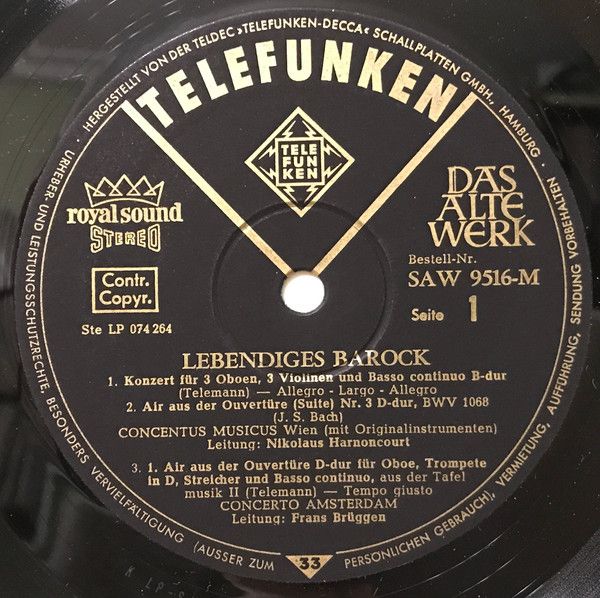 HERGESTELLT VON DER TELDEC ›TELEFUNKEN-DECCA‹ SCHALLPLATTEN GMBH., HAMBURG
TELEFUNKEN
TELE
FUN
KEN
royal sound
STEREO
DAS
ALTE
WERK
Bestell-Nr.
SAW 9516-M
Contr.
Copyr.
Seite 1
Ste LP 074 264
LEBENDIGES BAROCK
1. Konzert für 3 Oboen, 3 Violinen und Basso continuo B-dur
(Telemann) — Allegro - Largo - Allegro
2. Air aus der Ouvertüre (Suite) Nr. 3 D-dur, BWV 1068
(J. S. Bach)
CONCENTUS MUSICUS Wien (mit Originalinstrumenten)
Leitung: Nikolaus Harnoncourt
3. 1. Air aus der Ouvertüre D-dur für Oboe, Trompete
in D, Streicher und Basso continuo, aus der Tafel
musik II (Telemann) — Tempo giusto
CONCERTO AMSTERDAM
Leitung: Frans Brüggen
33
URHEBER- UND LEISTUNGSSCHUTZRECHTE, BESONDERS VERVIELFÄLTIGUNG (AUSSER ZUM PERSÖNLICHEN GEBRAUCH), VERMIETUNG, AUFFÜHRUNG, SENDUNG VORBEHALTEN